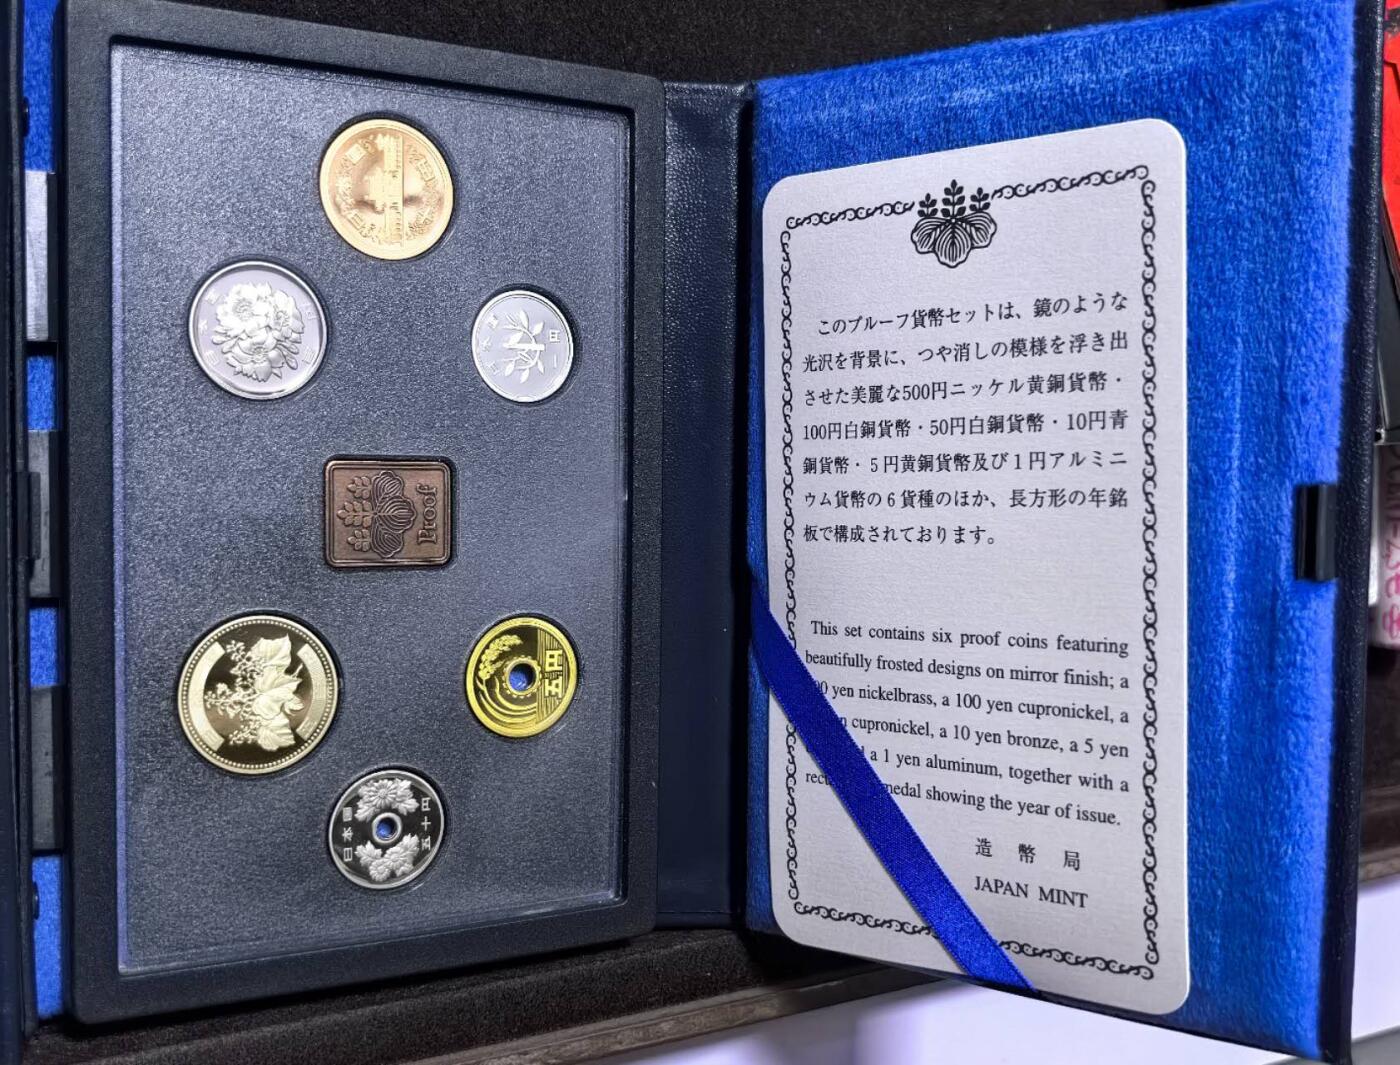 Proof
日本国
五十円
五円
このプルーフ貨幣セットは、鏡のような
光沢を背景に、つや消しの模様を浮き出
させた美麗な500円ニッケル黄銅貨幣・
100円白銅貨幣・50円白銅貨幣・10円青
銅貨幣・5円黄銅貨幣及び1円アルミニ
ウム貨幣の6貨種のほか、長方形の年銘
板で構成されております。
This set contains six proof coins featuring
beautifully frosted designs on mirror finish; a
yen nickelbrass, a 100 yen cupronickel, a
cupronickel, a 10 yen bronze, a 5 yen
a 1 yen aluminum, together with a
medal showing the year of issue.
造幣局
JAPAN MINT